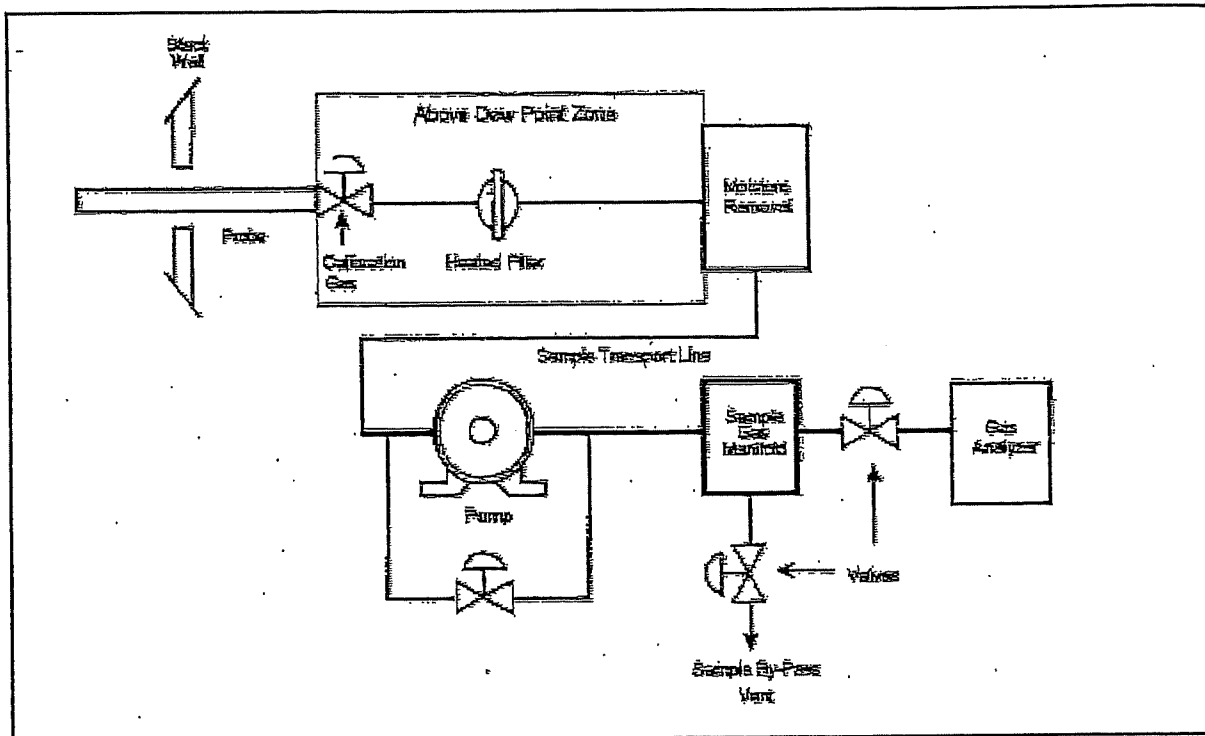 Stack
Wall
Above Dew Point Zone
Moisture
Removal
Probe
Calibration
Gas
Heated Filter
Sample Transport Line
Sample
Gas
Manifold
Gas
Analyzer
Pump
Valves
Sample By-Pass
Vent